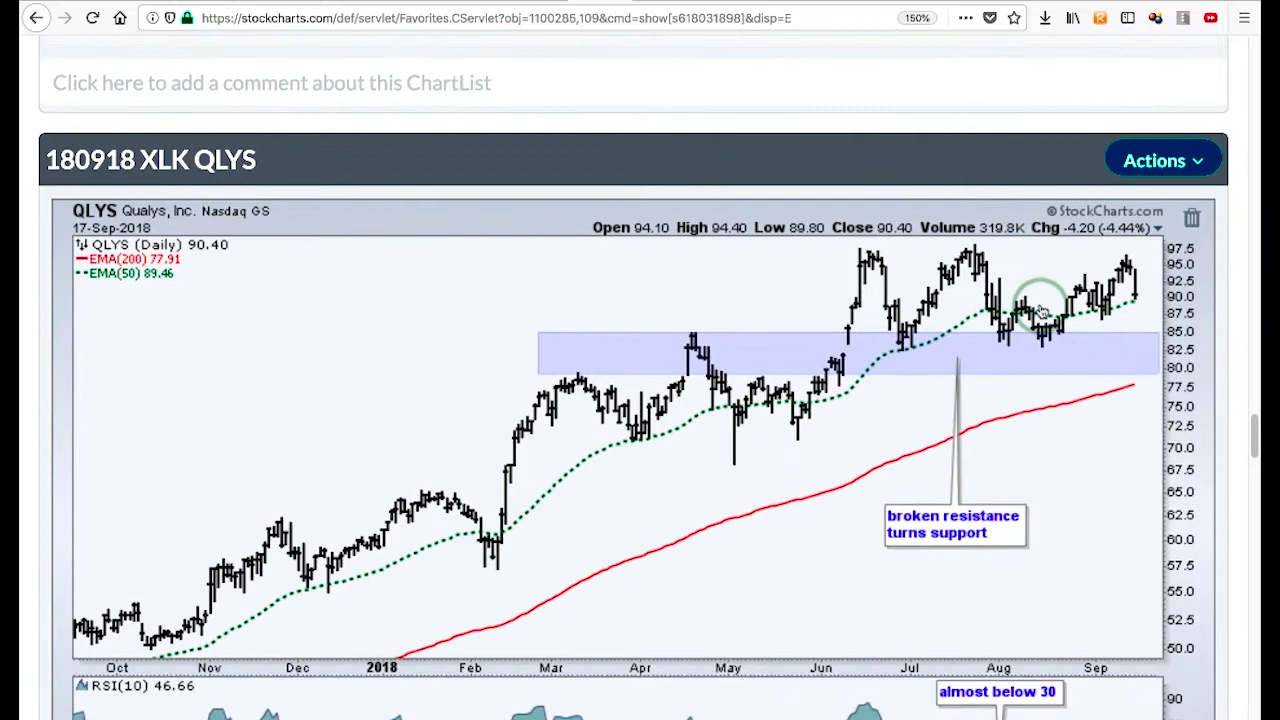 https://stockcharts.com/def/servlet/Favorites.CServlet?obj=1100285,109&cmd=show[s618031898]&disp=E
150%
Click here to add a comment about this ChartList
180918 XLK QLYS
Actions
QLYS Qualys, Inc. Nasdaq GS
© StockCharts.com
17-Sep-2018
Open 94.10 High 94.40 Low 89.80 Close 90.40 Volume 319.8K Chg -4.20 (-4.44%)
QLYS (Daily) 90.40
EMA(200) 77.91
EMA(50) 89.46
97.5
95.0
92.5
90.0
87.5
85.0
82.5
80.0
77.5
75.0
72.5
70.0
67.5
65.0
62.5
60.0
57.5
55.0
52.5
50.0
broken resistance
turns support
Oct Nov Dec 2018 Feb Mar Apr May Jun Jul Aug Sep
RSI(10) 46.66
almost below 30
90